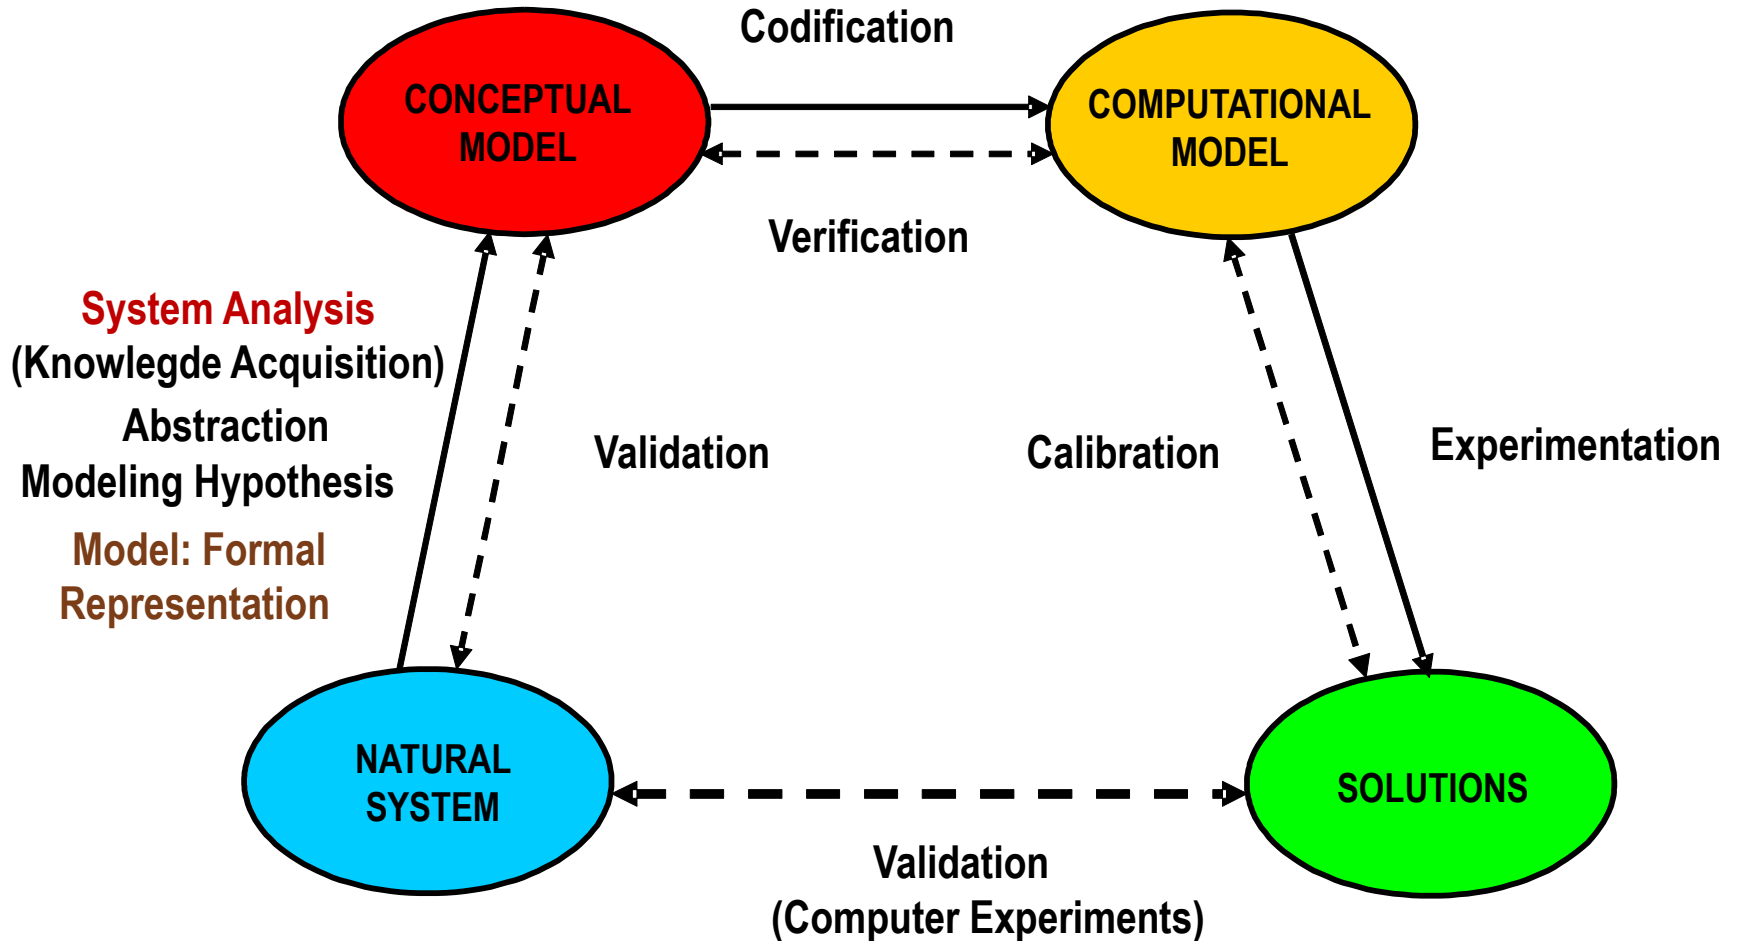 Codification
CONCEPTUAL
MODEL
COMPUTATIONAL
MODEL
Verification
System Analysis
(Knowlegde Acquisition)
Abstraction
Modeling Hypothesis
Model: Formal
Representation
Validation
Calibration
Experimentation
NATURAL
SYSTEM
SOLUTIONS
Validation
(Computer Experiments)